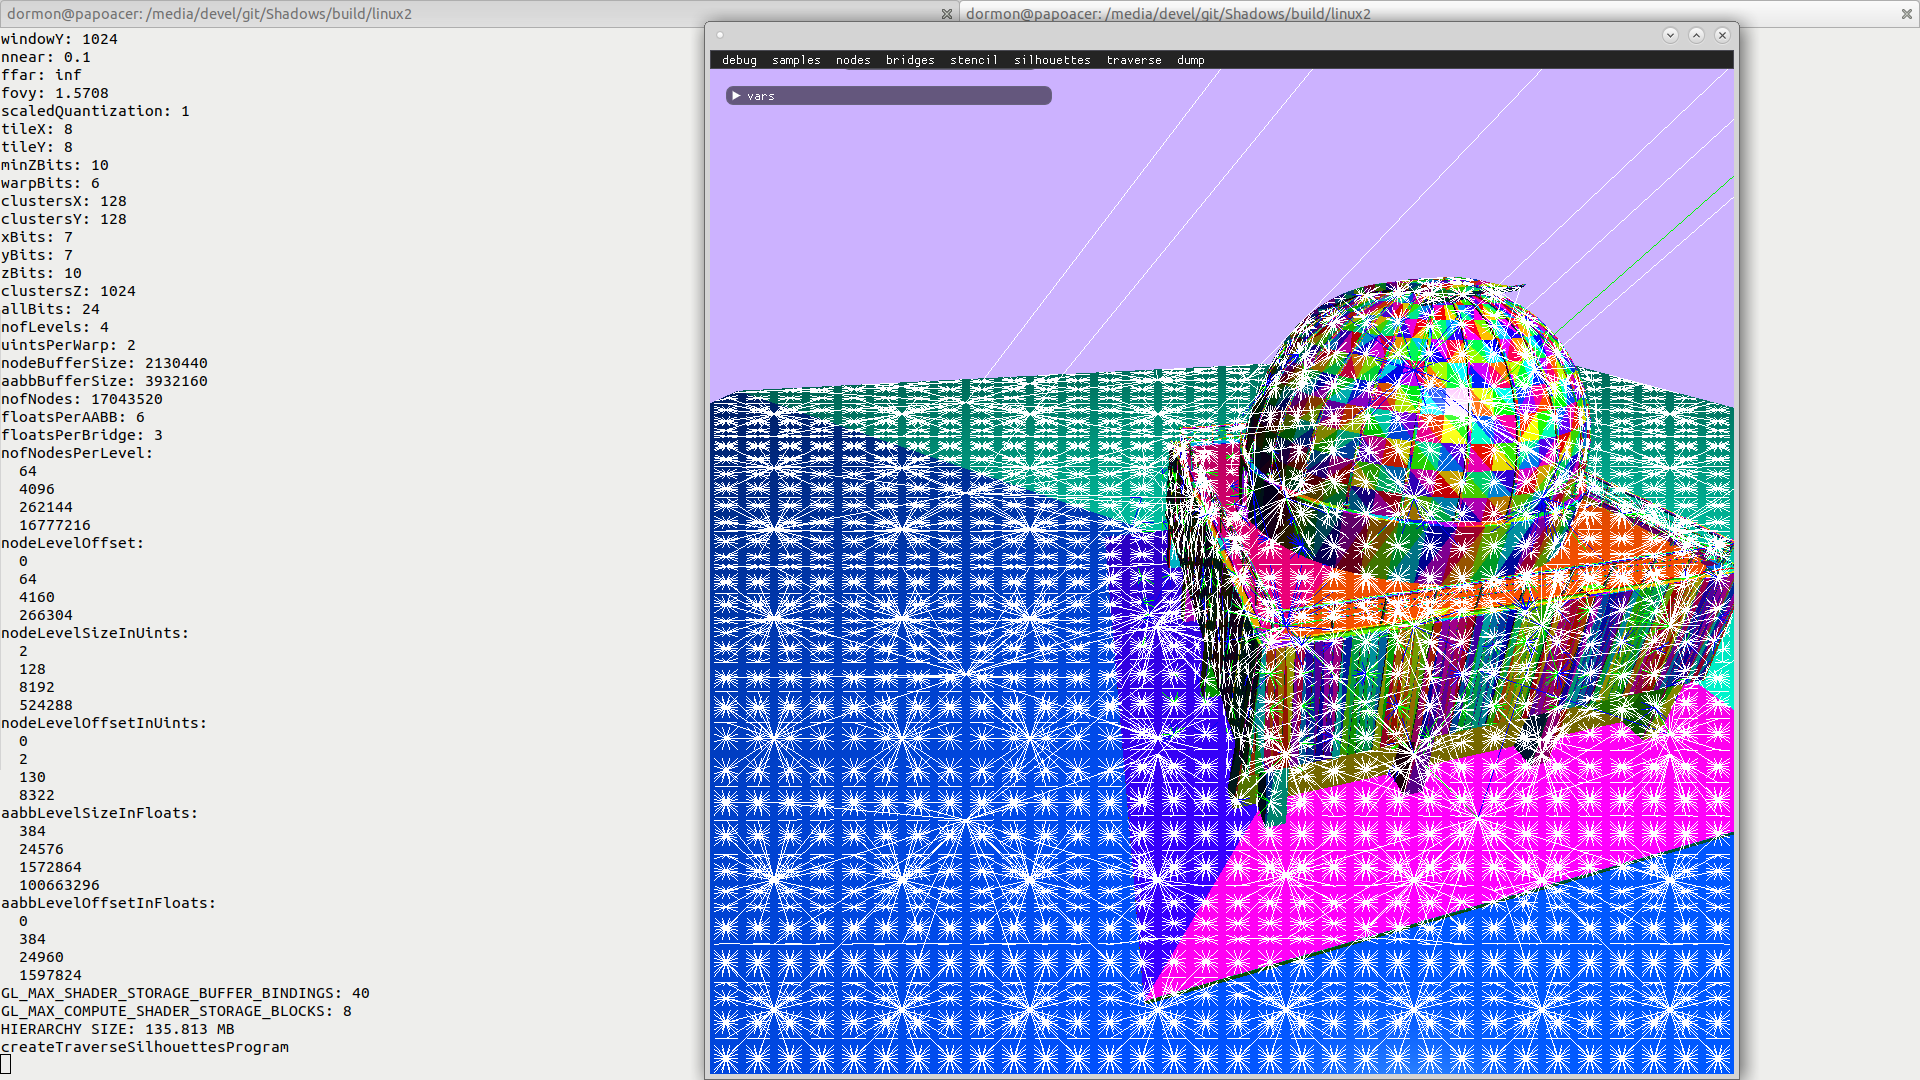 dormon@papoacer: /media/devel/git/Shadows/build/linux2
dormon@papoacer: /media/devel/git/Shadows/build/linux2
windowY: 1024
nnear: 0.1
ffar: inf
fovy: 1.5708
scaledQuantization: 1
tileX: 8
tileY: 8
minZBits: 10
warpBits: 6
clustersX: 128
clustersY: 128
xBits: 7
yBits: 7
zBits: 10
clustersZ: 1024
allBits: 24
nofLevels: 4
uintsPerWarp: 2
nodeBufferSize: 2130440
aabbBufferSize: 3932160
nofNodes: 17043520
floatsPerAABB: 6
floatsPerBridge: 3
nofNodesPerLevel:
64
4096
262144
16777216
nodeLevelOffset:
0
64
4160
266304
nodeLevelSizeInUints:
2
128
8192
524288
nodeLevelOffsetInUints:
0
2
130
8322
aabbLevelSizeInFloats:
384
24576
1572864
100663296
aabbLevelOffsetInFloats:
0
384
24960
1597824
GL_MAX_SHADER_STORAGE_BUFFER_BINDINGS: 40
GL_MAX_COMPUTE_SHADER_STORAGE_BLOCKS: 8
HIERARCHY SIZE: 135.813 MB
createTraverseSilhouettesProgram
debug samples nodes bridges stencil silhouettes traverse dump
vars